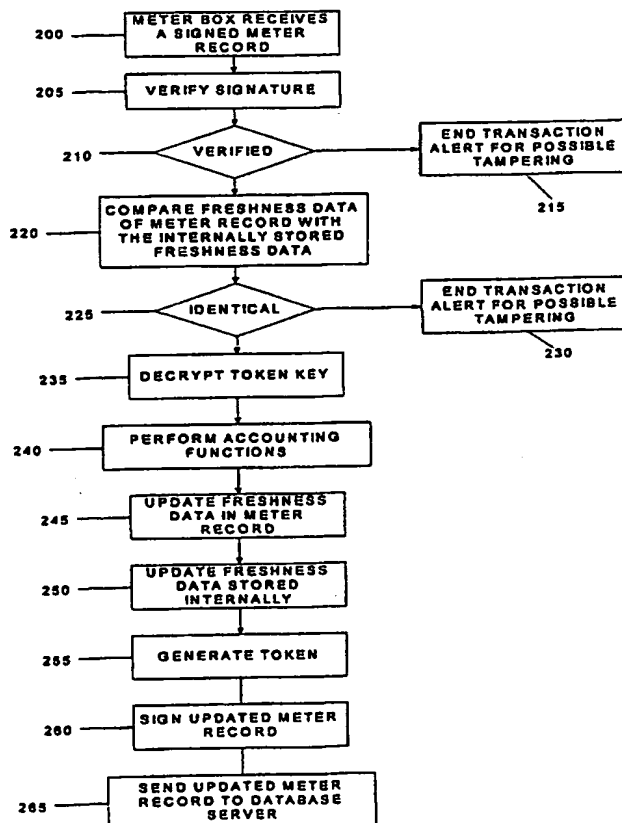 200
METER BOX RECEIVES
A SIGNED METER
RECORD
205
VERIFY SIGNATURE
210
VERIFIED
END TRANSACTION
ALERT FOR POSSIBLE
TAMPERING
215
220
COMPARE FRESHNESS DATA
OF METER RECORD WITH
THE INTERNALLY STORED
FRESHNESS DATA
225
IDENTICAL
END TRANSACTION
ALERT FOR POSSIBLE
TAMPERING
230
235
DECRYPT TOKEN KEY
240
PERFORM ACCOUNTING
FUNCTIONS
245
UPDATE FRESHNESS
DATA IN METER
RECORD
250
UPDATE FRESHNESS
DATA STORED
INTERNALLY
255
GENERATE TOKEN
260
SIGN UPDATED METER
RECORD
265
SEND UPDATED METER
RECORD TO DATABASE
SERVER